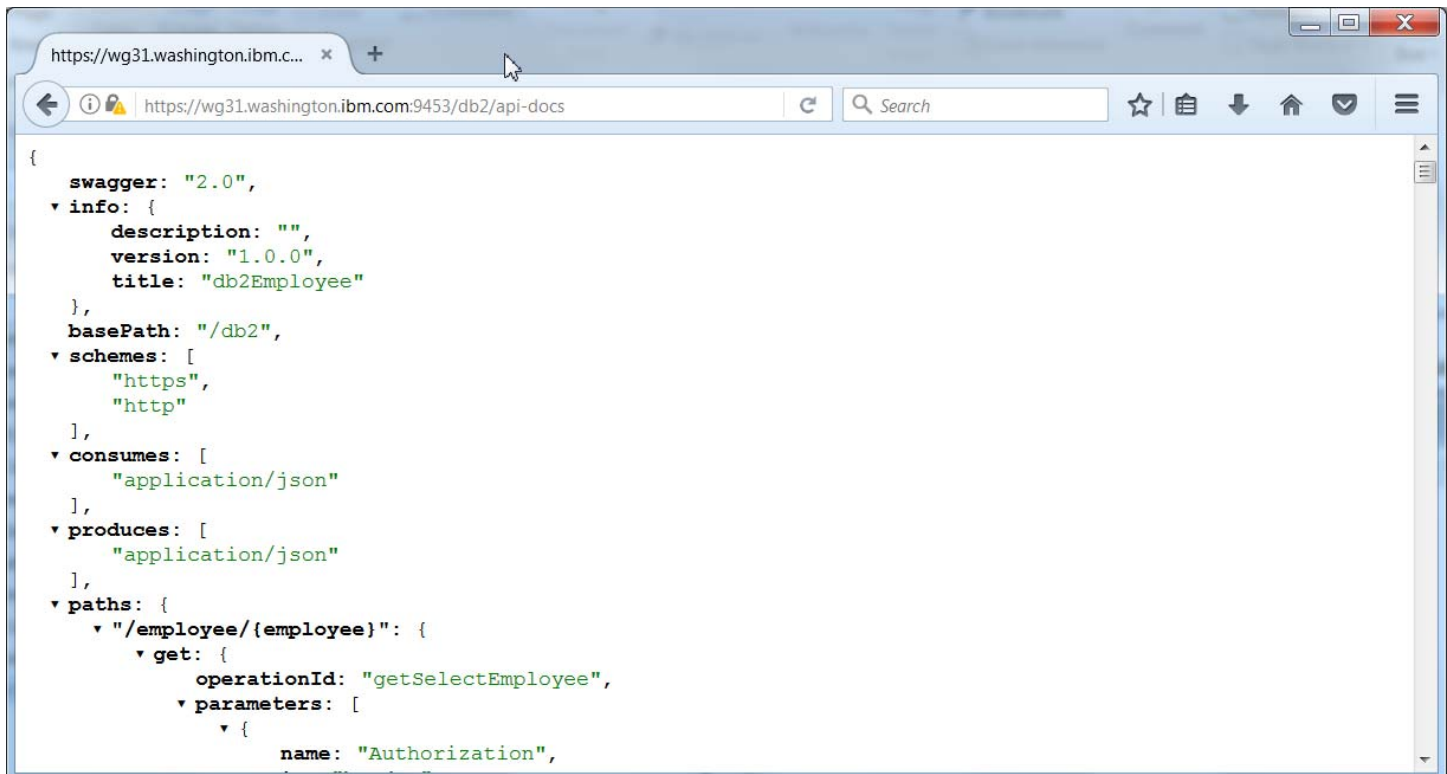 https://wg31.washington.ibm.c...
https://wg31.washington.ibm.com:9453/db2/api-docs
Search
{
swagger: "2.0",
info: {
description: "",
version: "1.0.0",
title: "db2Employee"
},
basePath: "/db2",
schemes: [
"https",
"http"
],
consumes: [
"application/json"
],
produces: [
"application/json"
],
paths: {
"/employee/{employee}": {
get: {
operationId: "getSelectEmployee",
parameters: [
{
name: "Authorization",